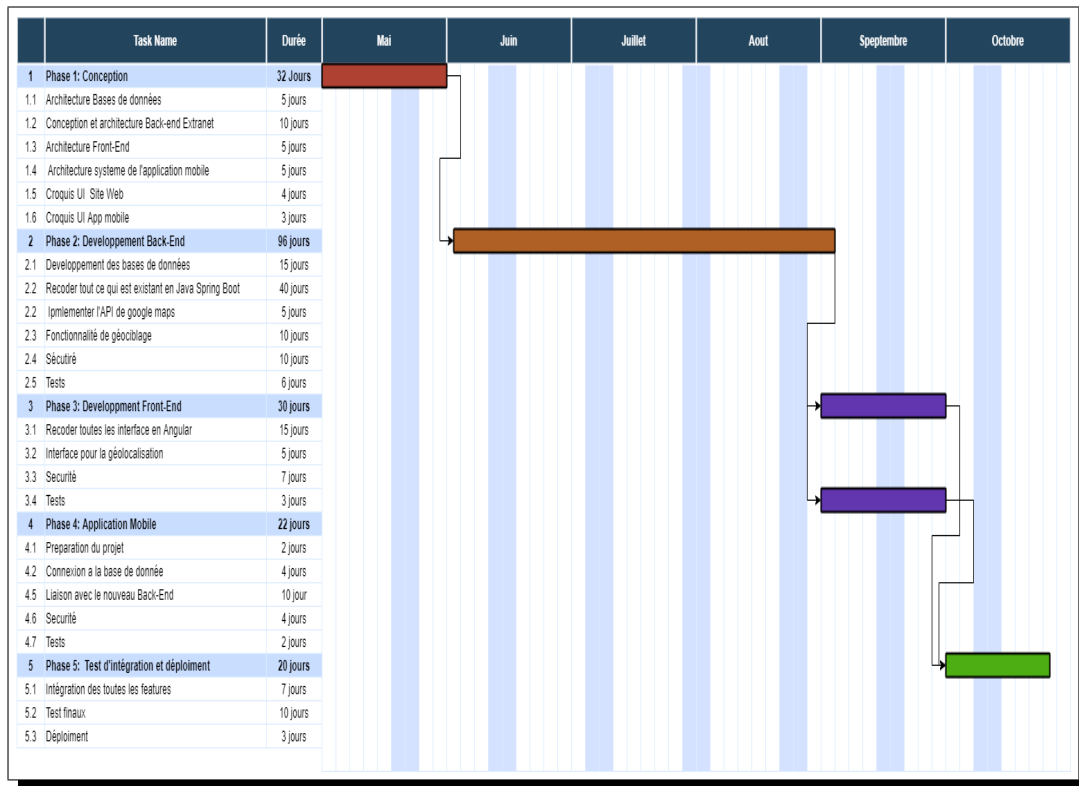 Task Name Durée Mai Juin Juillet Aout Speptembre Octobre
1 Phase 1: Conception 32 Jours
1.1 Architecture Bases de données 5 jours
1.2 Conception et architecture Back-end Extranet 10 jours
1.3 Architecture Front-End 5 jours
1.4 Architecture systeme de l'application mobile 5 jours
1.5 Croquis UI Site Web 4 jours
1.6 Croquis UI App mobile 3 jours
2 Phase 2: Developpement Back-End 96 jours
2.1 Developpement des bases de données 15 jours
2.2 Recoder tout ce qui est existant en Java Spring Boot 40 jours
2.2 Ipmlementer l'API de google maps 5 jours
2.3 Fonctionnalité de géociblage 10 jours
2.4 Sécutiré 10 jours
2.5 Tests 6 jours
3 Phase 3: Developpment Front-End 30 jours
3.1 Recoder toutes les interface en Angular 15 jours
3.2 Interface pour la géolocalisation 5 jours
3.3 Securité 7 jours
3.4 Tests 3 jours
4 Phase 4: Application Mobile 22 jours
4.1 Preparation du projet 2 jours
4.2 Connexion a la base de donnée 4 jours
4.5 Liaison avec le nouveau Back-End 10 jour
4.6 Securité 4 jours
4.7 Tests 2 jours
5 Phase 5: Test d'intégration et déploiment 20 jours
5.1 Intégration des toutes les features 7 jours
5.2 Test finaux 10 jours
5.3 Déploiment 3 jours